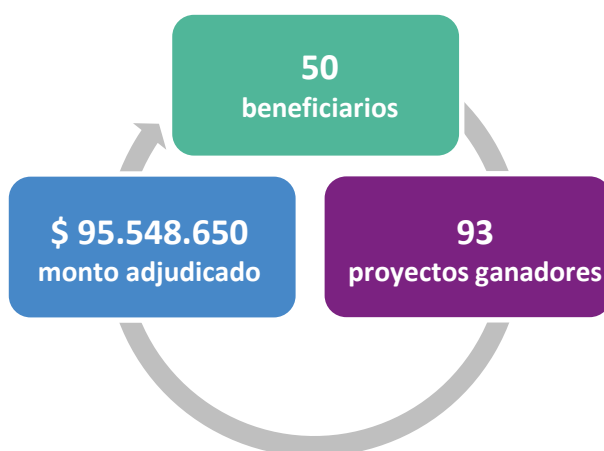 50
beneficiarios
$ 95.548.650
monto adjudicado
93
proyectos ganadores